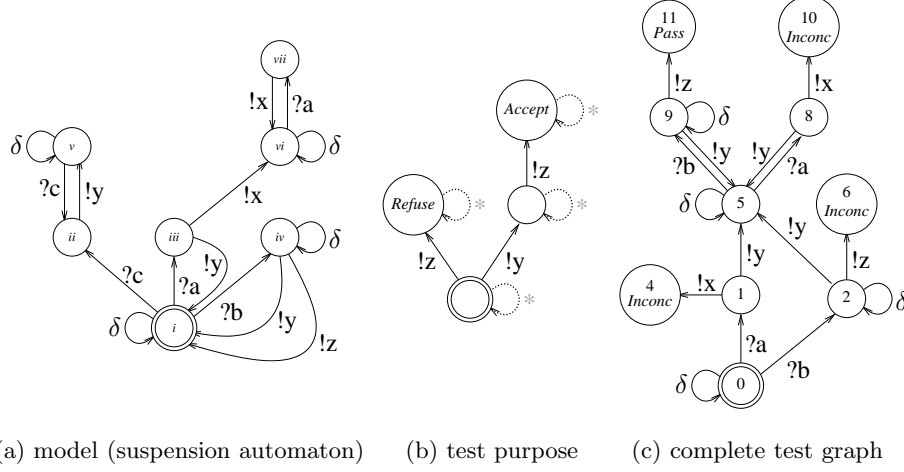 11
Pass
10
Inconc
vii
!x
?a
Accept
*
!z
!x
9
δ
8
δ
v
vi
δ
!z
!y
?b
!y
?a
?c
!y
!x
Refuse
*
*
δ
5
6
Inconc
ii
iii
iv
δ
!y
!z
!y
!y
!y
!z
?c
?a
?b
!y
*
4
Inconc
!x
1
2
δ
δ
i
!z
?a
?b
δ
0
(a) model (suspension automaton)
(b) test purpose
(c) complete test graph